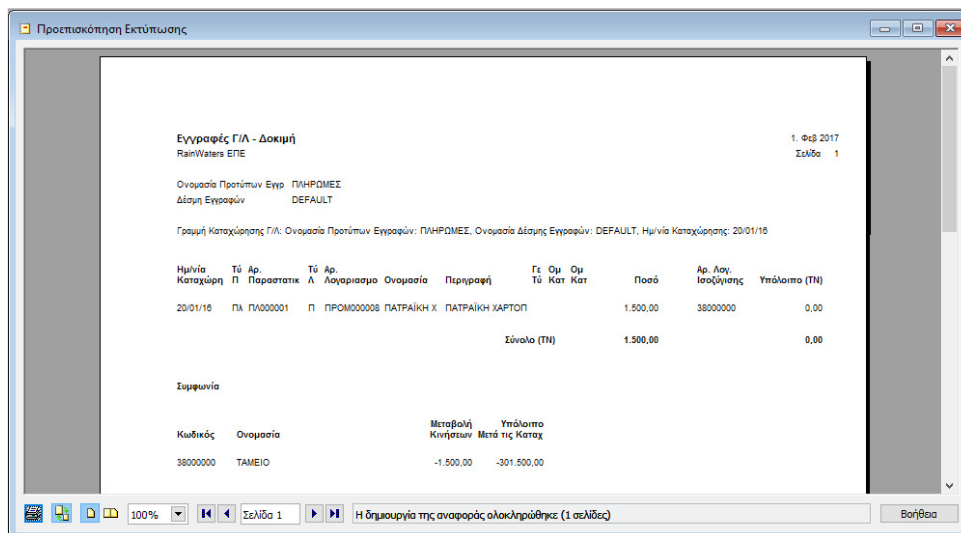 Προεπισκόπηση Εκτύπωσης
Εγγραφές Γ/Λ - Δοκιμή 1. Φεβ 2017
RainWaters ΕΠΕ Σελίδα 1
Ονομασία Προτύπων Εγγρ ΠΛΗΡΩΜΕΣ
Δέσμη Εγγραφών DEFAULT
Γραμμή Καταχώρησης Γ/Λ: Ονομασία Προτύπων Εγγραφών: ΠΛΗΡΩΜΕΣ, Ονομασία Δέσμης Εγγραφών: DEFAULT, Ημ/νία Καταχώρησης: 20/01/16
Ημ/νία Τύ Αρ. Τύ Αρ. Γε Ομ Ομ Αρ. Λογ.
Καταχώρη Π Παραστατικ Λ Λογαριασμο Ονομασία Περιγραφή Τύ Κατ Κατ Ποσό Ισοζύγισης Υπόλοιπο (ΤΝ)
20/01/16 Πλ ΠΛ000001 Π ΠΡΟΜ000008 ΠΑΤΡΑΪΚΗ Χ ΠΑΤΡΑΪΚΗ ΧΑΡΤΟΠ 1.500,00 38000000 0,00
Σύνολο (ΤΝ) 1.500,00 0,00
Συμφωνία
Μεταβολή Υπόλοιπο
Κωδικός Ονομασία Κινήσεων Μετά τις Καταχ
38000000 ΤΑΜΕΙΟ -1.500,00 -301.500,00
100% Σελίδα 1 Η δημιουργία της αναφοράς ολοκληρώθηκε (1 σελίδες) Βοήθεια